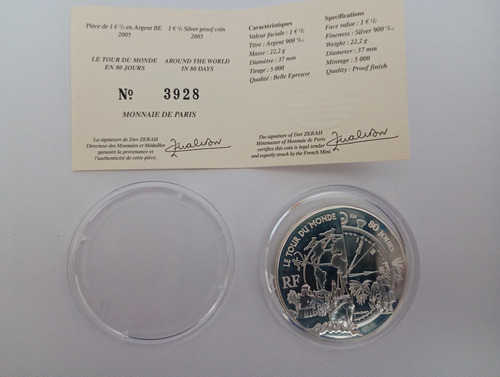 Pièce de 1 € ½ en Argent BE
2005
1 € ½ Silver proof coin
2005
LE TOUR DU MONDE
EN 80 JOURS
AROUND THE WORLD
IN 80 DAYS
No 3928
MONNAIE DE PARIS
La signature de Dov ZERAH
Directeur des Monnaies et Médailles
garantit la provenance et
l'authenticité de cette pièce.
Caractéristiques
Valeur faciale : 1 € ½
Titre : Argent 900 ‰
Masse : 22,2 g
Diamètre : 37 mm
Tirage : 5 000
Qualité : Belle Epreuve
Specifications
Face value : 1 € ½
Fineness : Silver 900 ‰
Weight : 22,2 g
Diameter : 37 mm
Mintage : 5 000
Quality : Proof finish
The signature of Dov ZERAH
Mintmaster of Monnaie de Paris
certifies this coin is legal tender
and expertly struck by the French Mint.
LE TOUR DU MONDE
80 JOURS
RF